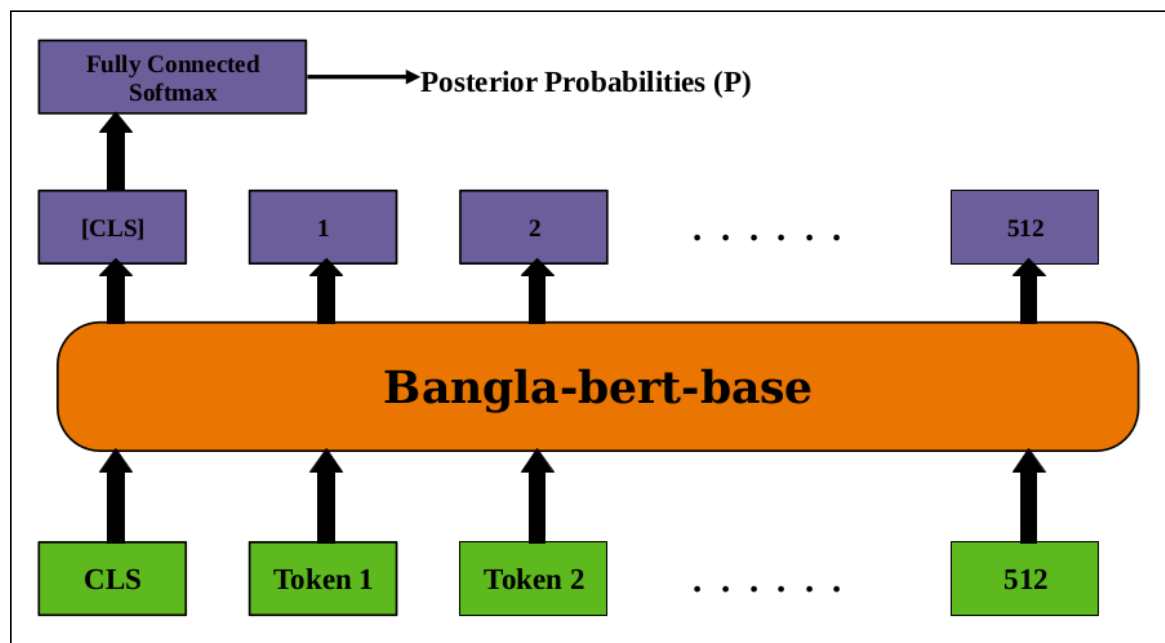 Fully Connected
Softmax
Posterior Probabilities (P)
[CLS] 1 2 . . . . . . 512
Bangla-bert-base
CLS Token 1 Token 2 . . . . . . 512